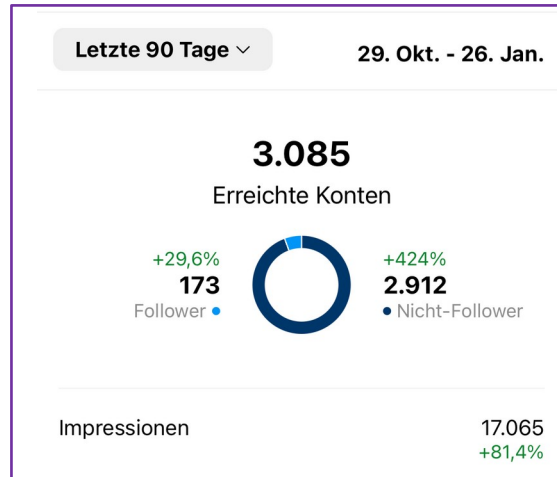 Letzte 90 Tage
29. Okt. - 26. Jan.
3.085
Erreichte Konten
+29,6%
173
Follower
+424%
2.912
Nicht-Follower
Impressionen
17.065
+81,4%